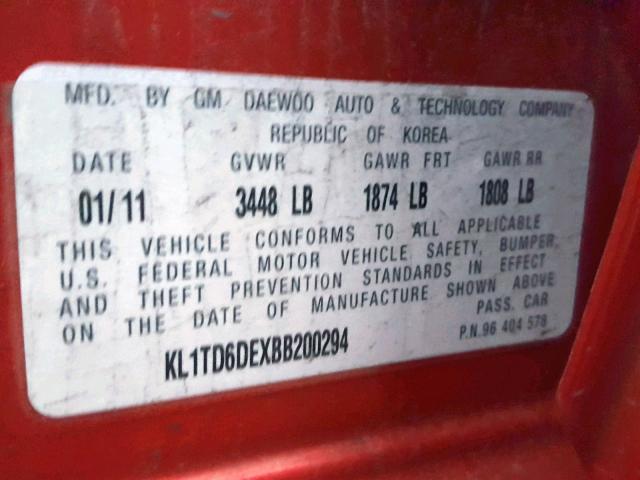 MFD. BY GM DAEWOO AUTO & TECHNOLOGY COMPANY
REPUBLIC OF KOREA
DATE GVWR GAWR FRT GAWR RR
01/11 3448 LB 1874 LB 1808 LB
THIS VEHICLE CONFORMS TO ALL APPLICABLE
U.S. FEDERAL MOTOR VEHICLE SAFETY, BUMPER,
AND THEFT PREVENTION STANDARDS IN EFFECT
ON THE DATE OF MANUFACTURE SHOWN ABOVE
PASS. CAR
KL1TD6DEXBB200294 P.N.96 404 578